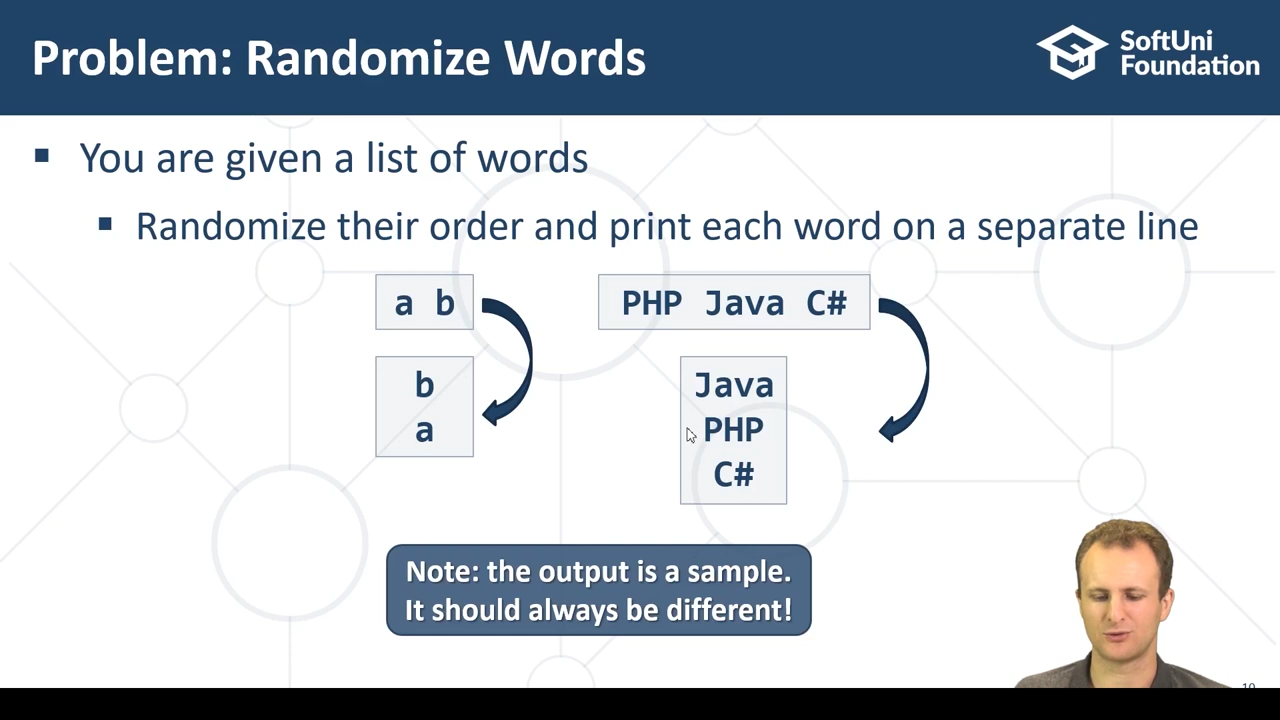 Problem: Randomize Words
SoftUni
Foundation
You are given a list of words
Randomize their order and print each word on a separate line
a b
PHP Java C#
b
a
Java
PHP
C#
Note: the output is a sample.
It should always be different!